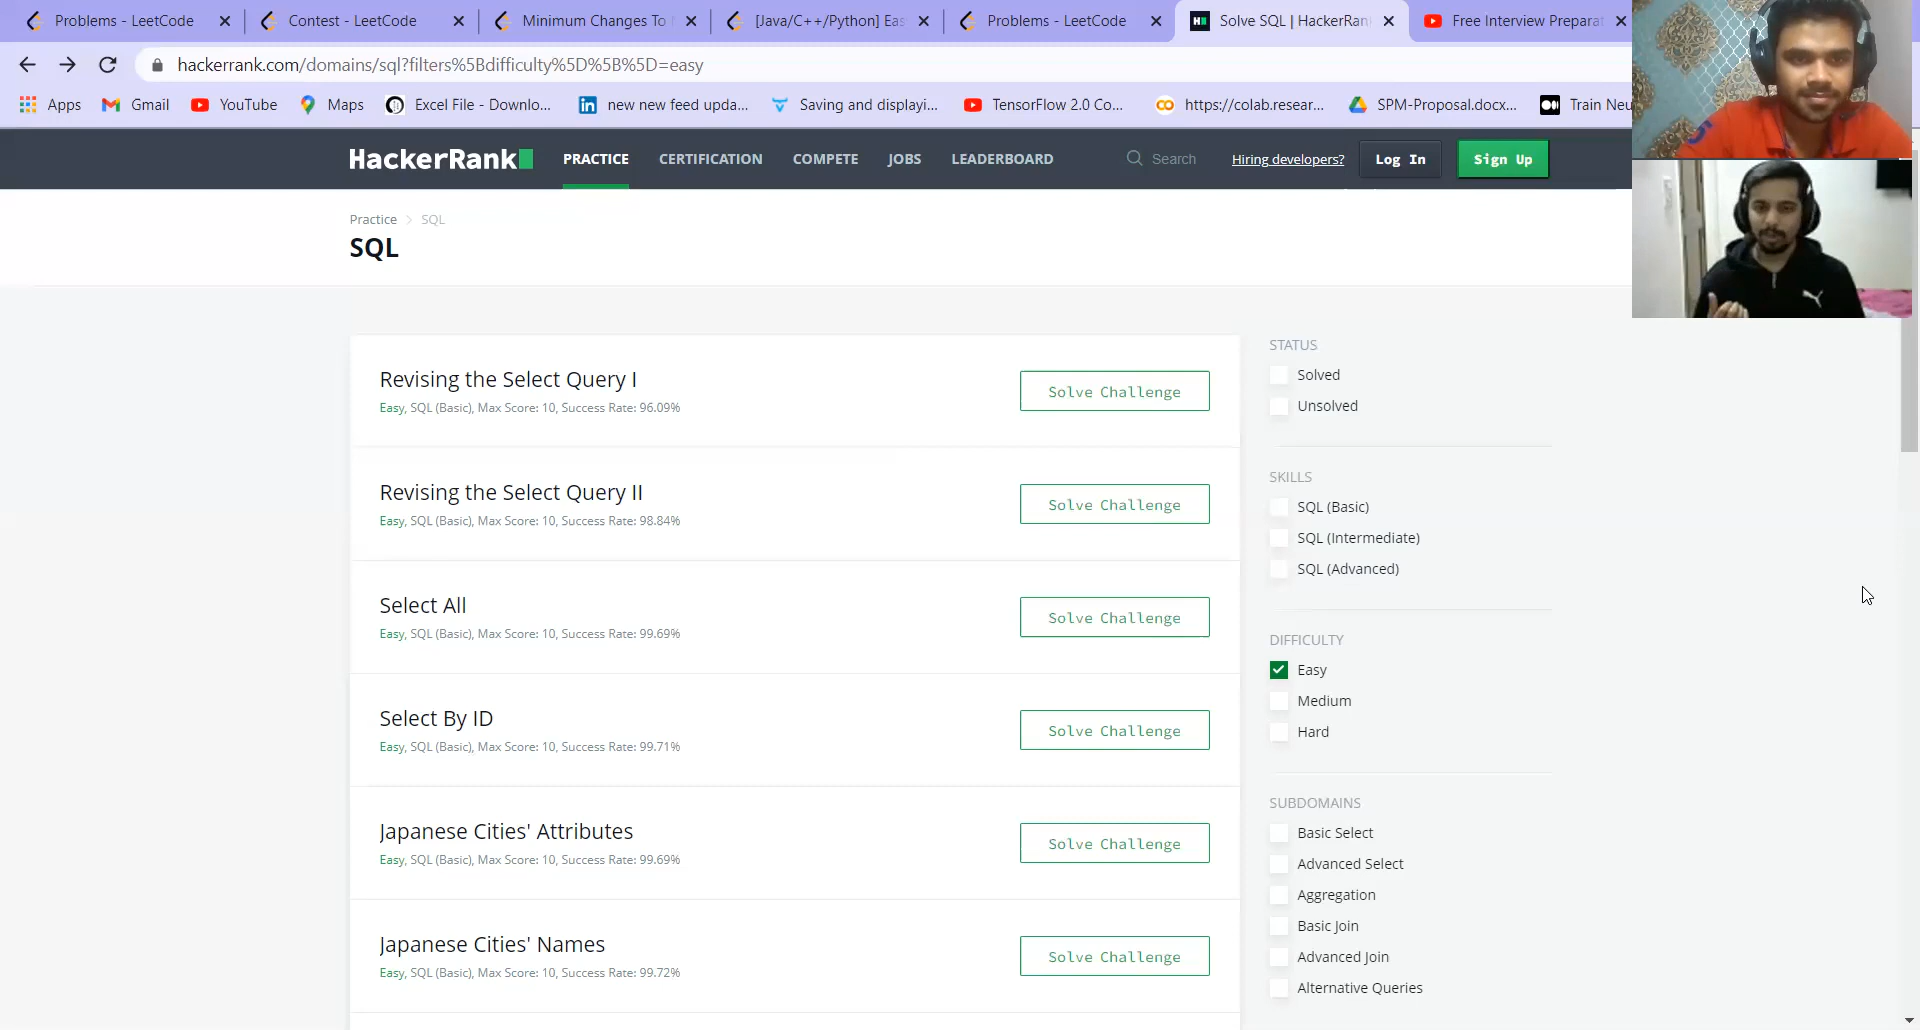 Problems - LeetCode
Contest - LeetCode
Minimum Changes To
[Java/C++/Python] Eas
Problems - LeetCode
Solve SQL | HackerRan
Free Interview Preparat
hackerrank.com/domains/sql?filters%5Bdifficulty%5D%5B%5D=easy
Apps
Gmail
YouTube
Maps
Excel File - Downlo...
new new feed upda...
Saving and displayi...
TensorFlow 2.0 Co...
https://colab.resear...
SPM-Proposal.docx...
Train Neu
HackerRank
PRACTICE
CERTIFICATION
COMPETE
JOBS
LEADERBOARD
Search
Hiring developers?
Log In
Sign Up
Practice > SQL
SQL
Revising the Select Query I
Easy, SQL (Basic), Max Score: 10, Success Rate: 96.09%
Solve Challenge
Revising the Select Query II
Easy, SQL (Basic), Max Score: 10, Success Rate: 98.84%
Solve Challenge
Select All
Easy, SQL (Basic), Max Score: 10, Success Rate: 99.69%
Solve Challenge
Select By ID
Easy, SQL (Basic), Max Score: 10, Success Rate: 99.71%
Solve Challenge
Japanese Cities' Attributes
Easy, SQL (Basic), Max Score: 10, Success Rate: 99.69%
Solve Challenge
Japanese Cities' Names
Easy, SQL (Basic), Max Score: 10, Success Rate: 99.72%
Solve Challenge
STATUS
Solved
Unsolved
SKILLS
SQL (Basic)
SQL (Intermediate)
SQL (Advanced)
DIFFICULTY
Easy
Medium
Hard
SUBDOMAINS
Basic Select
Advanced Select
Aggregation
Basic Join
Advanced Join
Alternative Queries